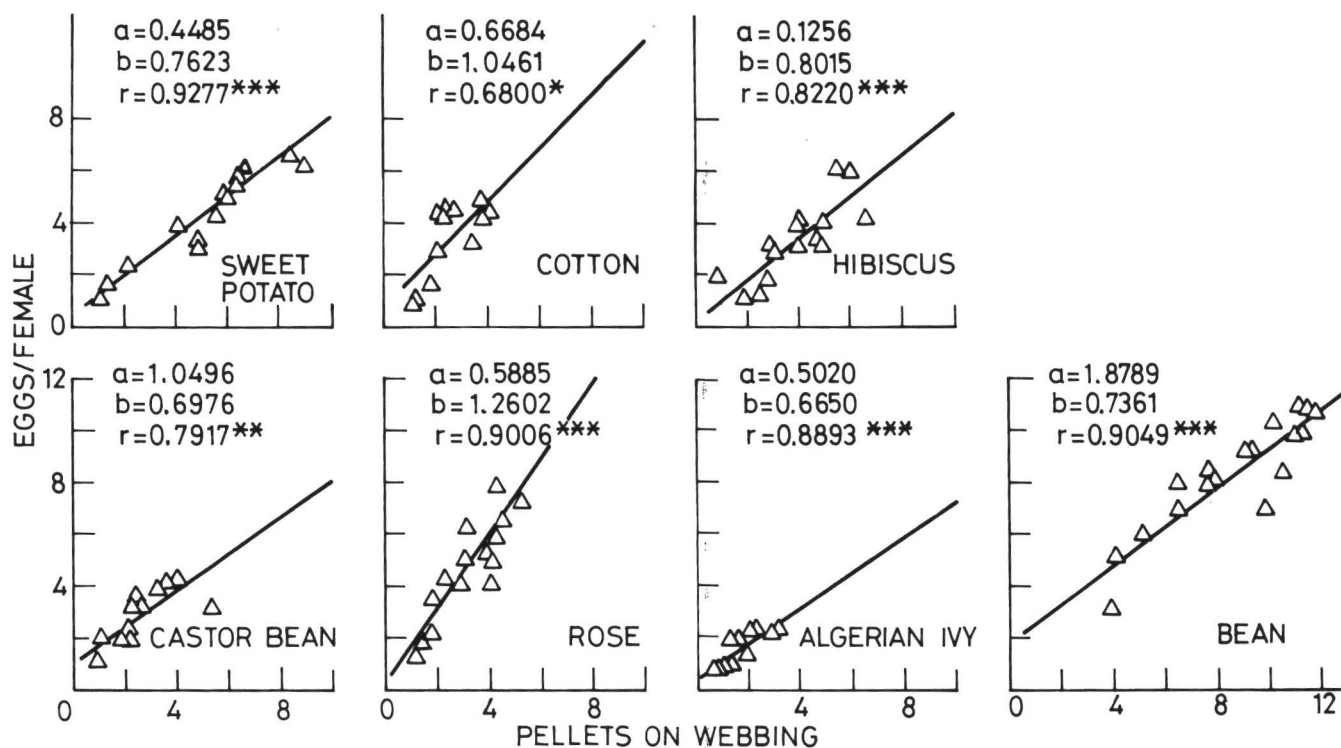 a=0.4485
b=0.7623
r=0.9277***
SWEET
POTATO
a=0.6684
b=1.0461
r=0.6800*
COTTON
a=0.1256
b=0.8015
r=0.8220***
HIBISCUS
8
4
0
EGGS/FEMALE
a=1.0496
b=0.6976
r=0.7917**
CASTOR BEAN
a=0.5885
b=1.2602
r=0.9006***
ROSE
a=0.5020
b=0.6650
r=0.8893***
ALGERIAN IVY
a=1.8789
b=0.7361
r=0.9049***
BEAN
12
8
4
0
0 4 8
0 4 8
0 4 8
0 4 8 12
PELLETS ON WEBBING